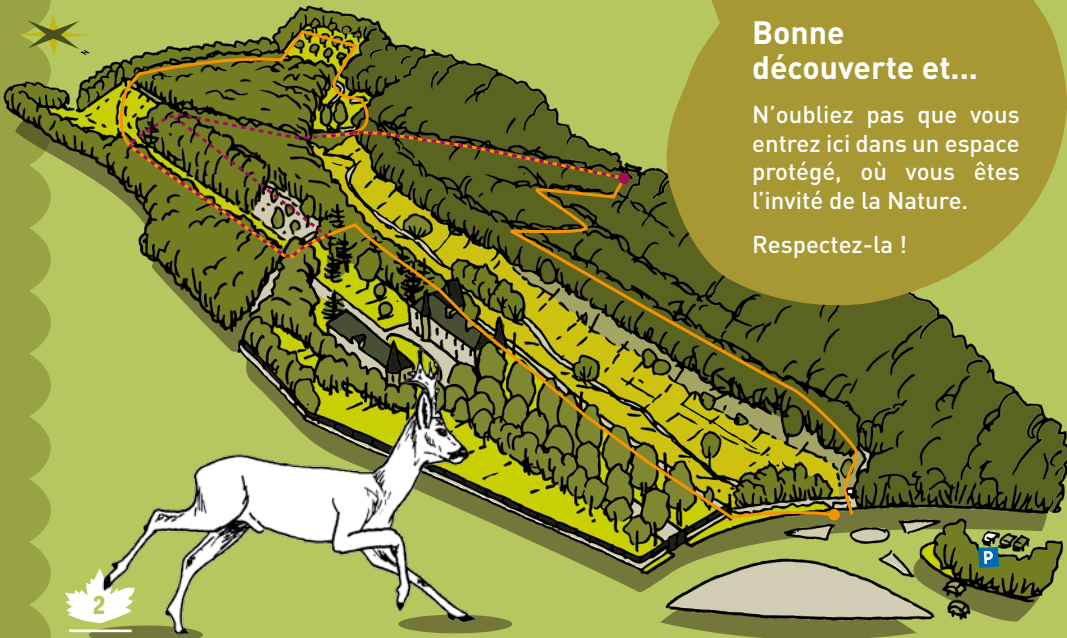 Bonne
découverte et...
N'oubliez pas que vous
entrez ici dans un espace
protégé, où vous êtes
l'invité de la Nature.
Respectez-la !
N
P
2